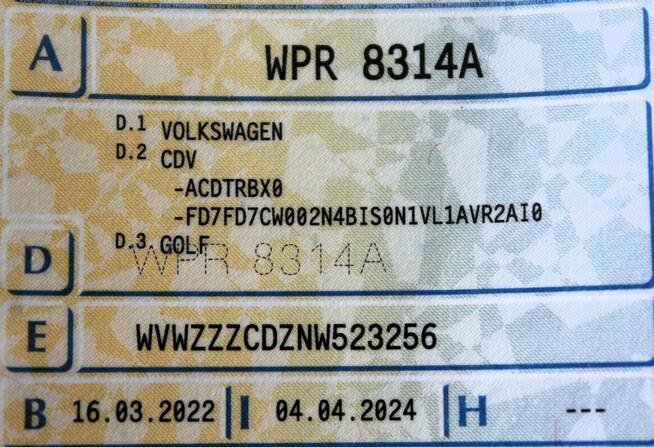 A WPR 8314A
D.1 VOLKSWAGEN
D.2 CDV
-ACDTRBX0
-FD7FD7CW002N4BIS0N1VL1AVR2AI0
D D.3 GOLF
WPR 8314A
E WVWZZZCDZNW523256
B 16.03.2022 I 04.04.2024 H ---